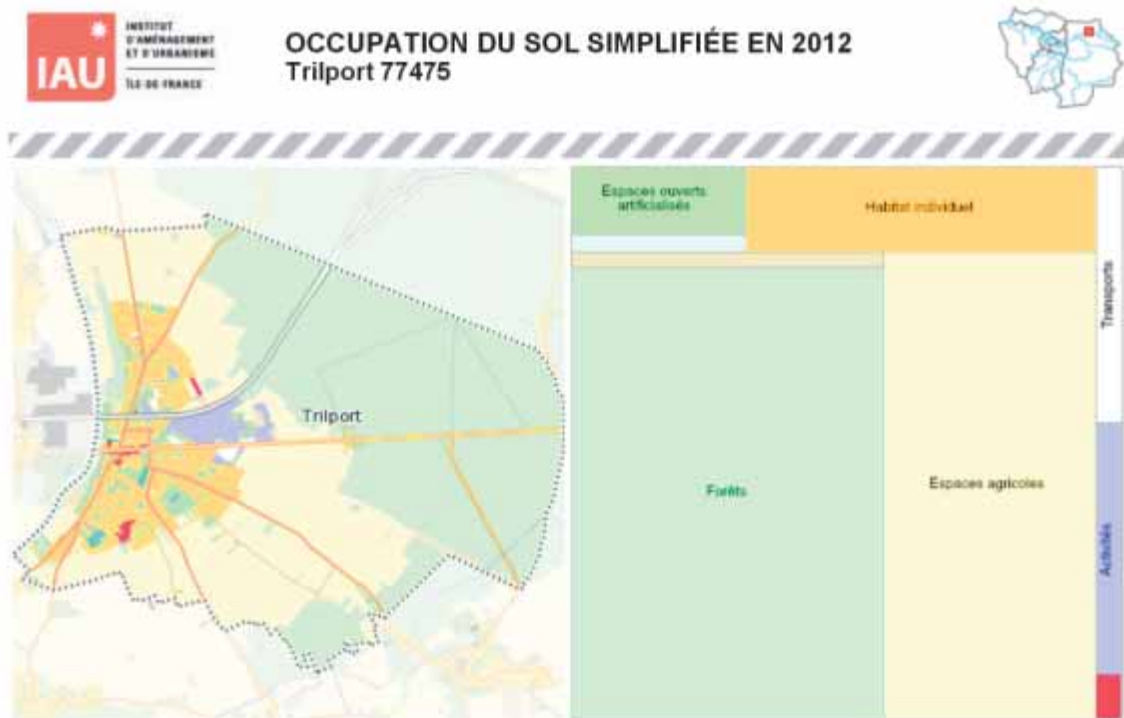 INSTITUT
D'AMÉNAGEMENT
ET D'URBANISME
IAU
ÎLE-DE-FRANCE
OCCUPATION DU SOL SIMPLIFIÉE EN 2012
Trilport 77475
Trilport
Espaces ouverts
artificialisés
Habitat individuel
Transports
Forêts
Espaces agricoles
Activités